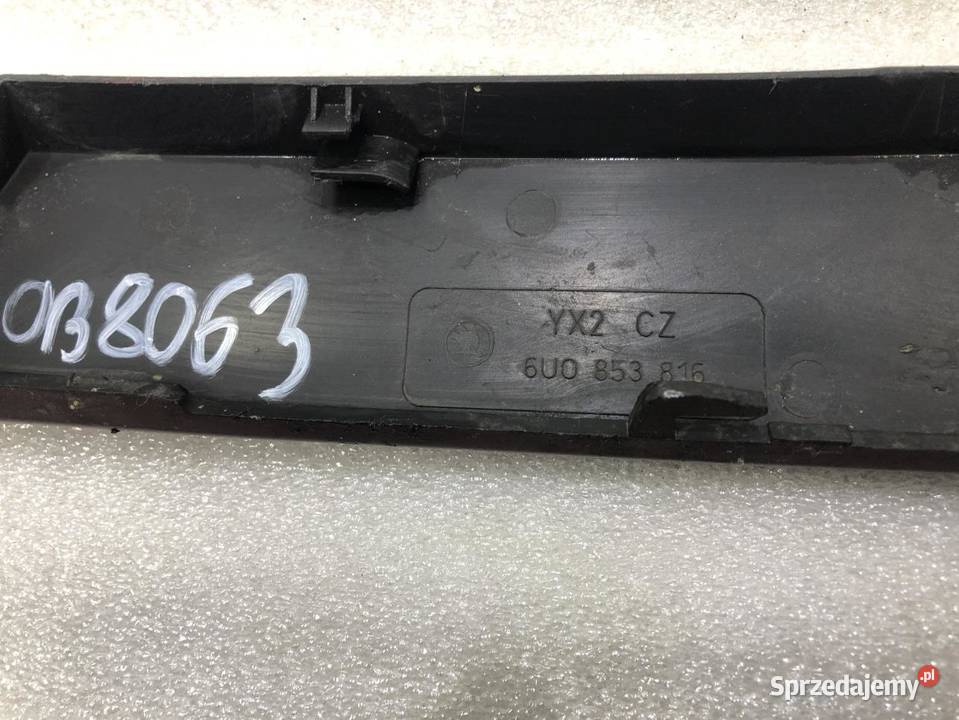 OB8063
YX2 CZ
6U0 853 816
Sprzedajemy.pl